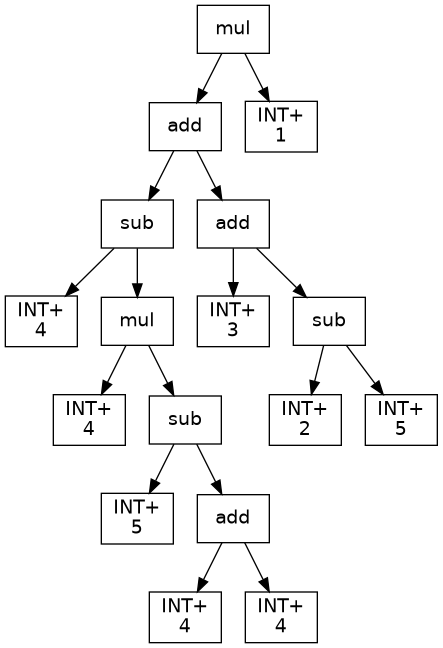 mul
add
INT+
1
sub
add
INT+
4
mul
INT+
3
sub
INT+
4
sub
INT+
2
INT+
5
INT+
5
add
INT+
4
INT+
4